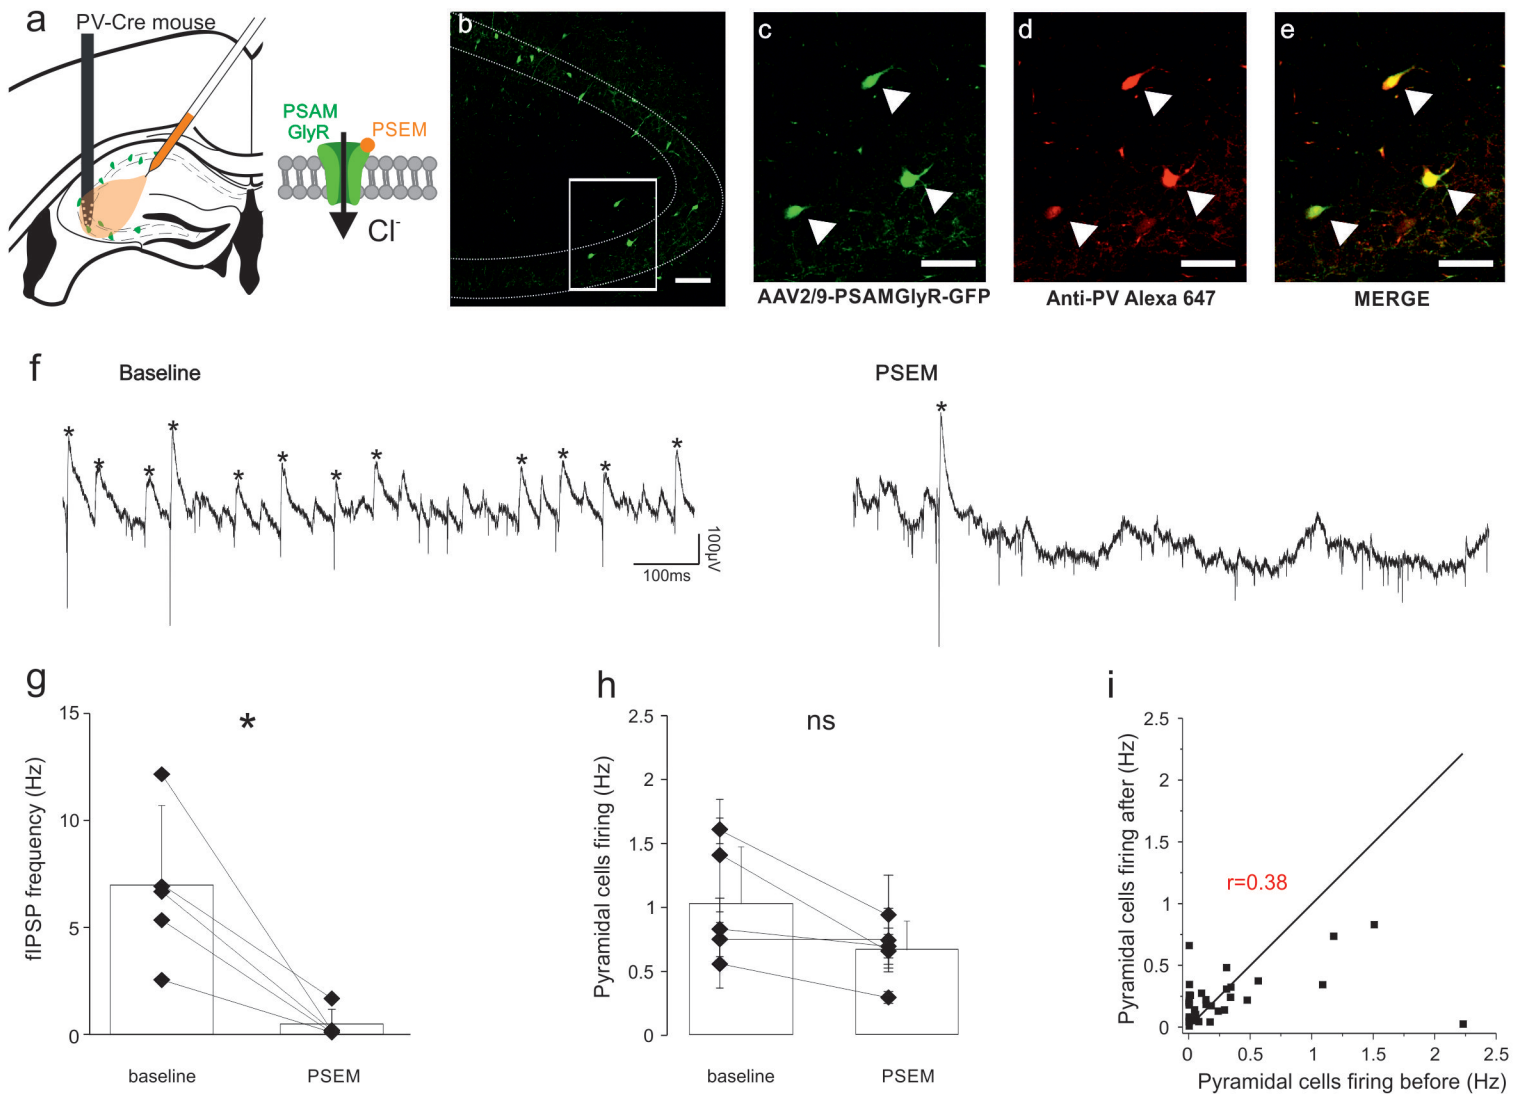 a
PV-Cre mouse
PSAM
GlyR
PSEM
Cl-
b
c
d
e
AAV2/9-PSAMGlyR-GFP
Anti-PV Alexa 647
MERGE
f
Baseline
PSEM
* * * * * * * * * * * *
*
100µV
100ms
g
h
i
15
10
5
0
fIPSP frequency (Hz)
*
baseline
PSEM
2.5
2
1.5
1
0.5
0
Pyramidal cells firing (Hz)
ns
baseline
PSEM
2.5
2
1.5
1
0.5
0
Pyramidal cells firing after (Hz)
r=0.38
0 0.5 1 1.5 2 2.5
Pyramidal cells firing before (Hz)